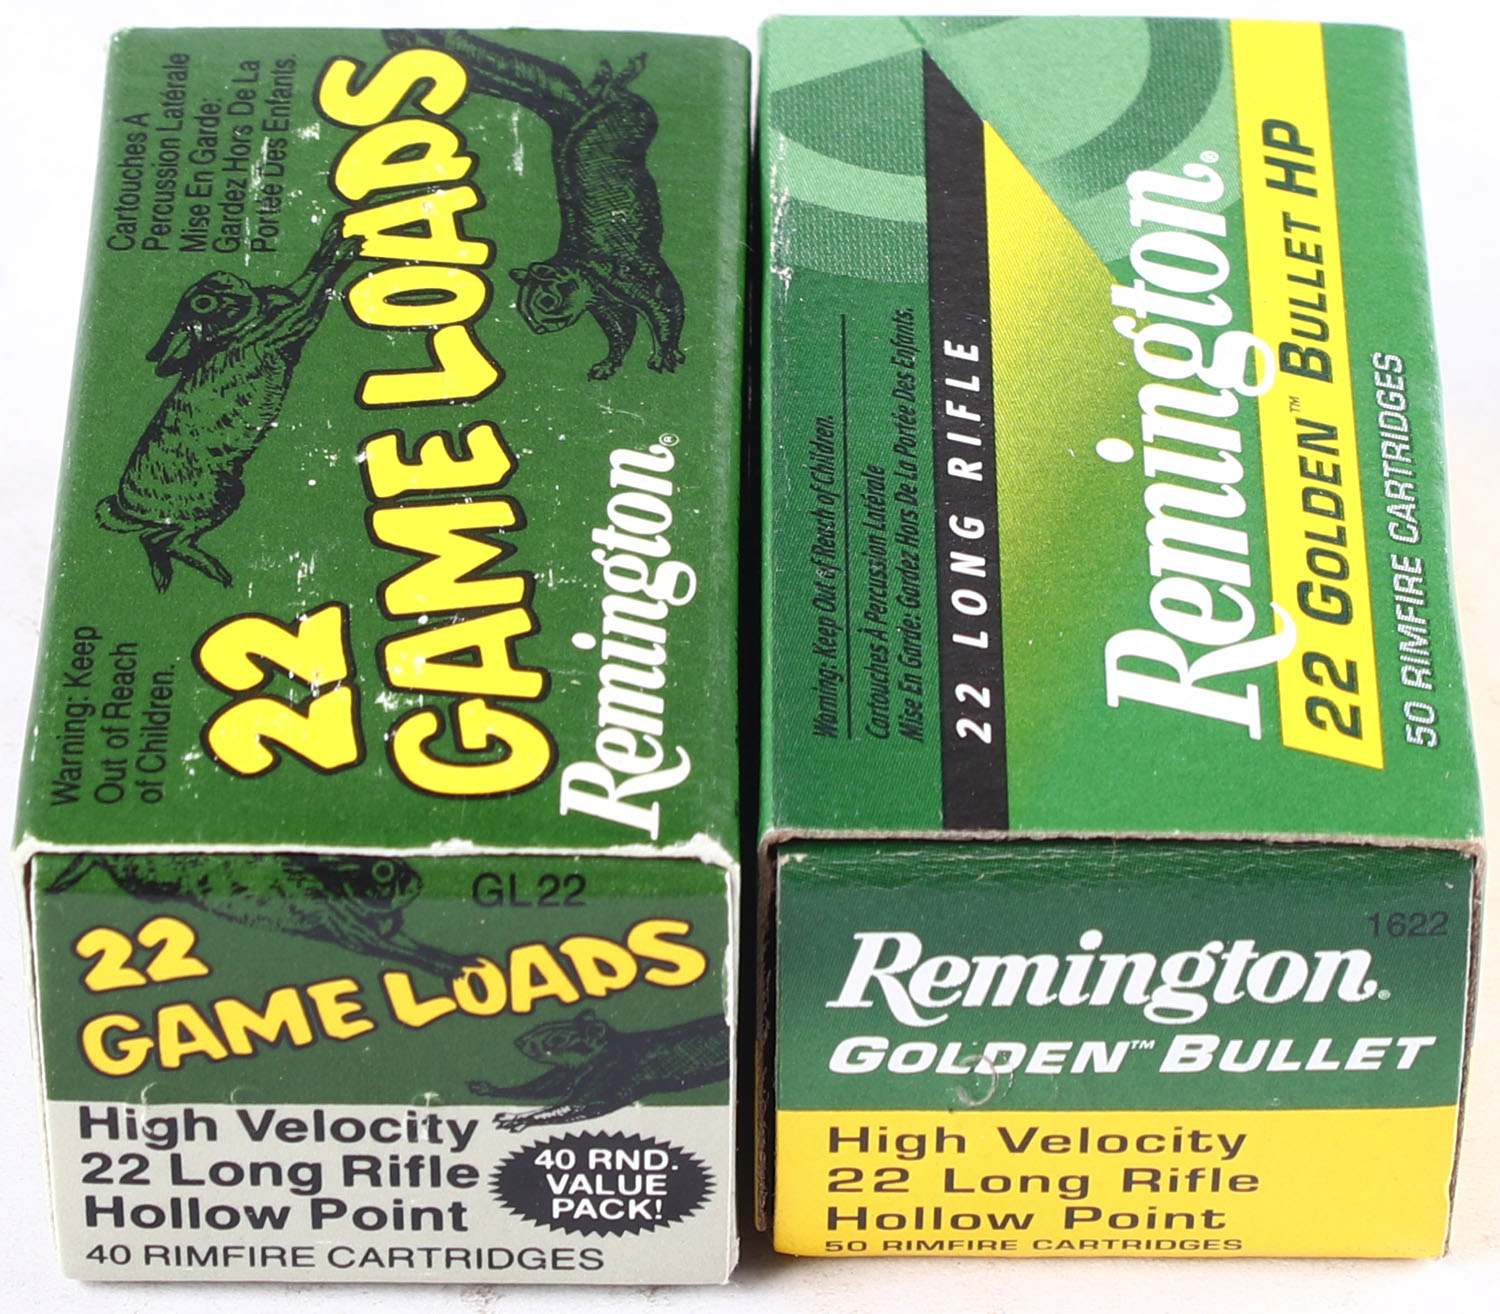 Cartouches À
Percussion Latérale
Mise En Garde:
Gardez Hors De La
Portée Des Enfants.
Warning: Keep
Out of Reach
of Children.
22
GAME LOADS
Remington®
GL22
22
GAME LOADS
High Velocity
22 Long Rifle
Hollow Point
40 RND.
VALUE
PACK!
40 RIMFIRE CARTRIDGES
Warning: Keep Out of Reach of Children.
Cartouches À Percussion Latérale
Mise En Garde: Gardez Hors De La Portée Des Enfants.
22 LONG RIFLE
Remington®
22 GOLDEN™ BULLET HP
50 RIMFIRE CARTRIDGES
1622
Remington®
GOLDEN™ BULLET
High Velocity
22 Long Rifle
Hollow Point
50 RIMFIRE CARTRIDGES